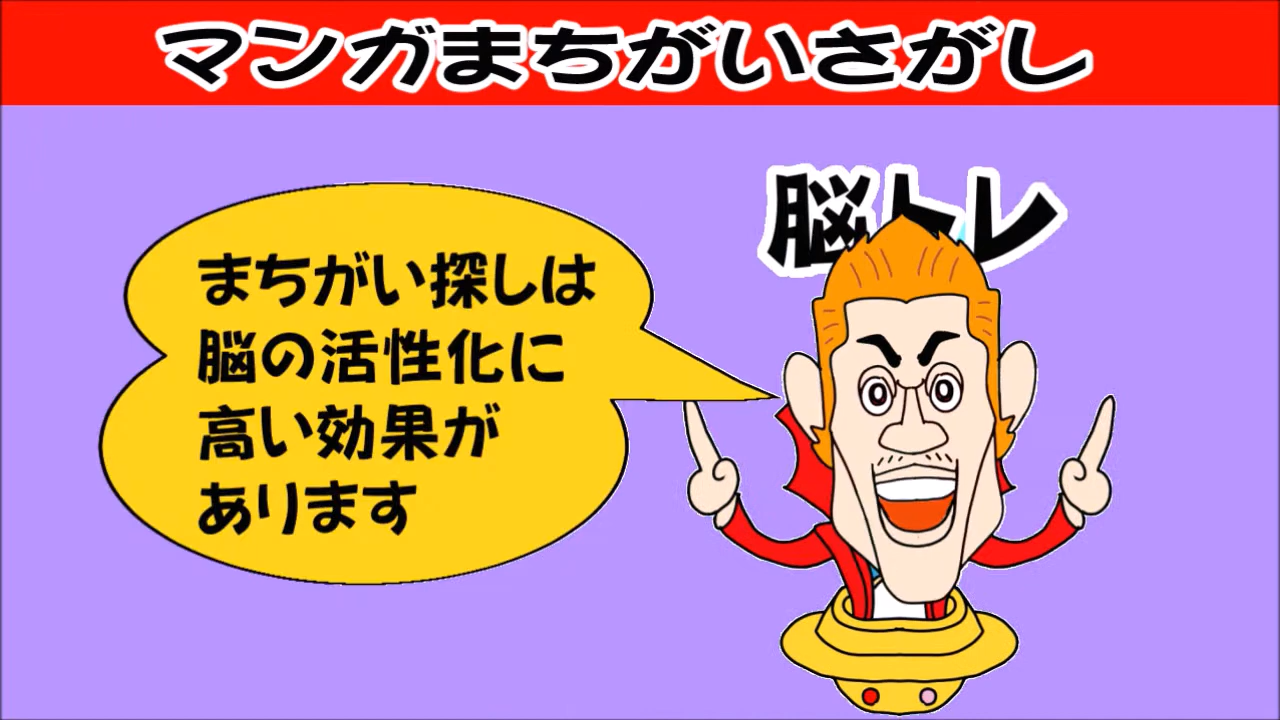 マンガまちがいさがし
脳トレ
まちがい探しは
脳の活性化に
高い効果が
あります